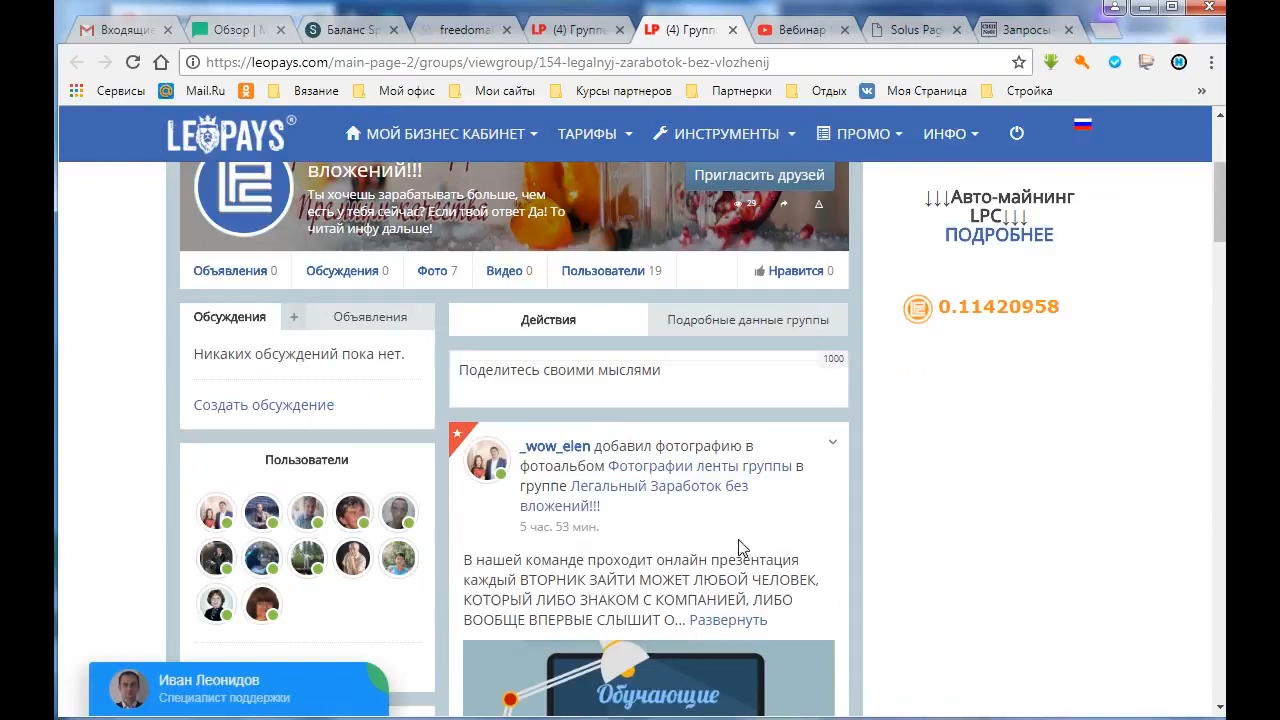 Входящие
Обзор | М
Баланс Sp
freedomai
(4) Группе
(4) Групп
Вебинар
Solus Pag
Запросы
https://leopays.com/main-page-2/groups/viewgroup/154-legalnyj-zarabotok-bez-vlozhenij
Сервисы Mail.Ru Вязание Мой офис Мои сайты Курсы партнеров Партнерки Отдых Моя Страница Стройка »
LEOPAYS® МОЙ БИЗНЕС КАБИНЕТ ТАРИФЫ ИНСТРУМЕНТЫ ПРОМО ИНФО
вложений!!!
Ты хочешь зарабатывать больше, чем
есть у тебя сейчас? Если твой ответ Да! То
читай инфу дальше!
Пригласить друзей
29
Объявления 0 Обсуждения 0 Фото 7 Видео 0 Пользователи 19 Нравится 0
Обсуждения + Объявления
Никаких обсуждений пока нет.
Создать обсуждение
Пользователи
Действия Подробные данные группы
1000
Поделитесь своими мыслями
_wow_elen добавил фотографию в
фотоальбом Фотографии ленты группы в
группе Легальный Заработок без
вложений!!!
5 час. 53 мин.
В нашей команде проходит онлайн презентация
каждый ВТОРНИК ЗАЙТИ МОЖЕТ ЛЮБОЙ ЧЕЛОВЕК,
КОТОРЫЙ ЛИБО ЗНАКОМ С КОМПАНИЕЙ, ЛИБО
ВООБЩЕ ВПЕРВЫЕ СЛЫШИТ О... Развернуть
Обучающие
↓↓↓Авто-майнинг
LPC↓↓↓
ПОДРОБНЕЕ
0.11420958
Иван Леонидов
Специалист поддержки